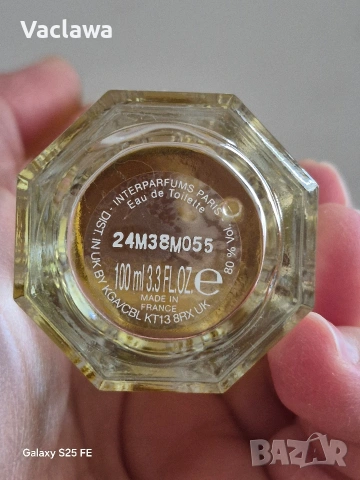 Vaclawa
INTERPARFUMS PARIS
Eau de Toilette
24M38M055
100 ml 3.3 FL.OZ. e
MADE IN
FRANCE
DIST. IN UK BY KGA/CBL KT13 8RX UK
80 % Vol.
Galaxy S25 FE
BAZAR